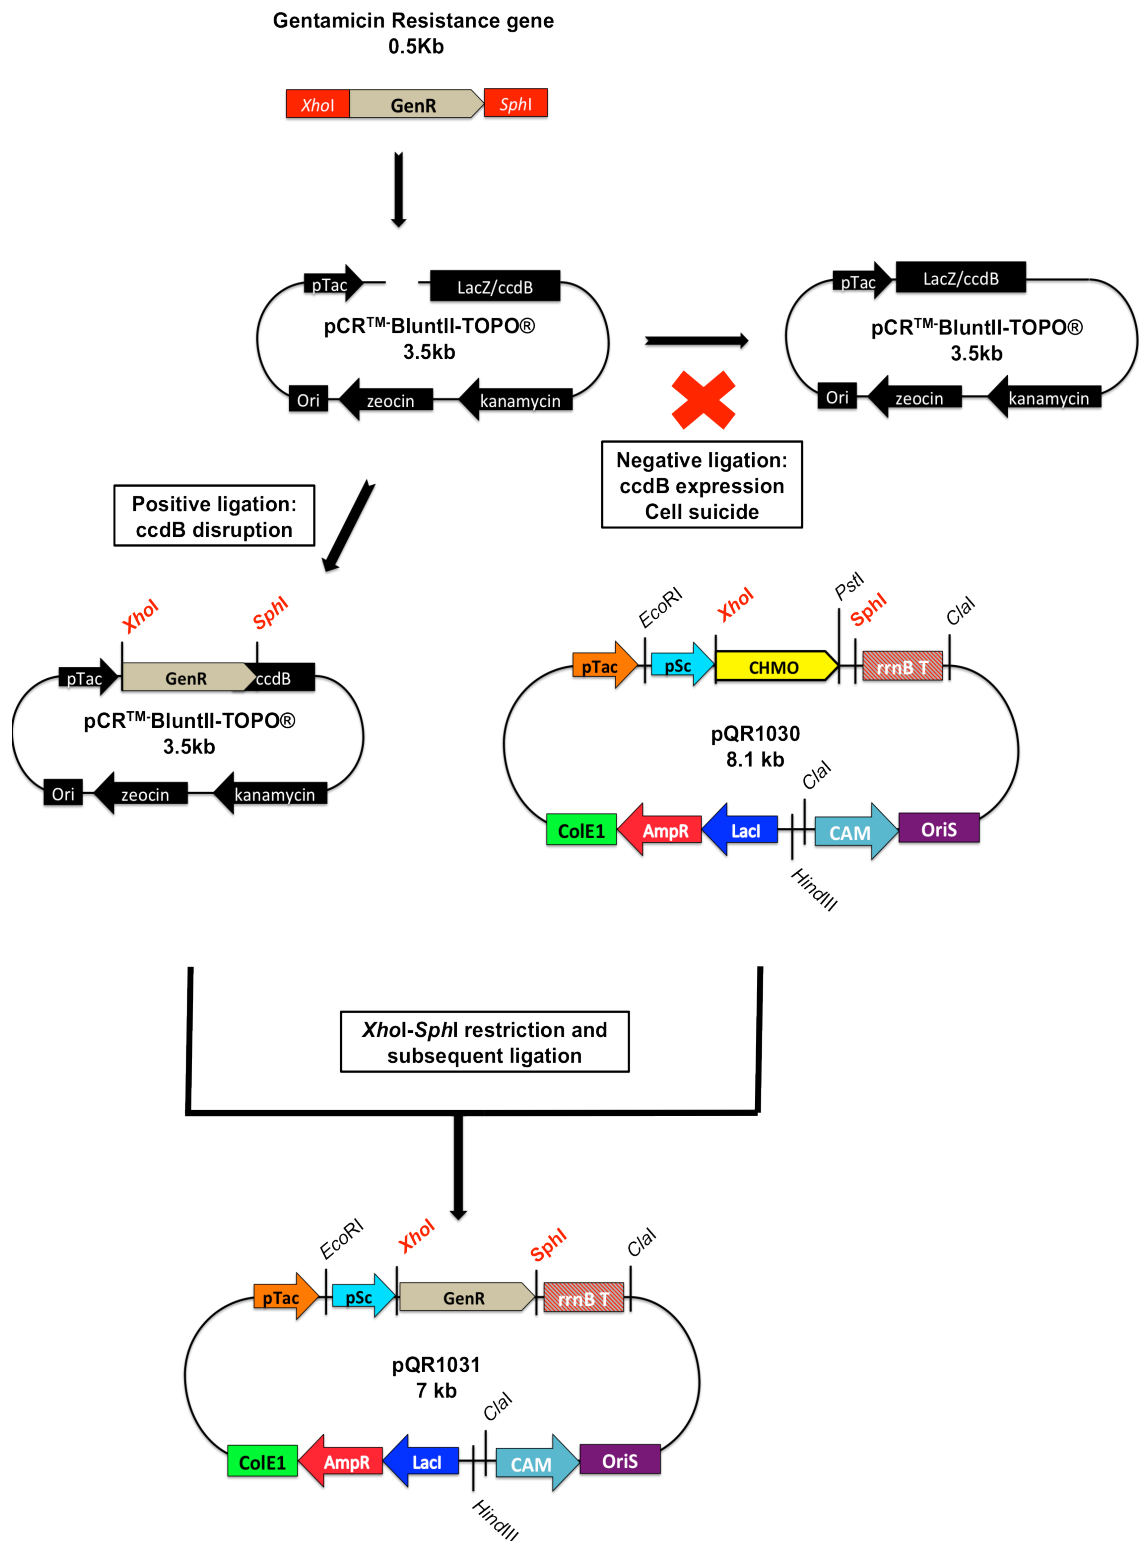 Gentamicin Resistance gene
0.5Kb
XhoI GenR SphI
pTac LacZ/ccdB
pCR™-BluntII-TOPO®
3.5kb
Ori zeocin kanamycin
pTac LacZ/ccdB
pCR™-BluntII-TOPO®
3.5kb
Ori zeocin kanamycin
Negative ligation:
ccdB expression
Cell suicide
Positive ligation:
ccdB disruption
XhoI SphI
pTac GenR ccdB
pCR™-BluntII-TOPO®
3.5kb
Ori zeocin kanamycin
EcoRI XhoI PstI SphI ClaI
pTac pSc CHMO rrnB T
pQR1030
8.1 kb
ClaI
ColE1 AmpR LacI CAM OriS
HindIII
XhoI-SphI restriction and
subsequent ligation
EcoRI XhoI SphI ClaI
pTac pSc GenR rrnB T
pQR1031
7 kb
ClaI
ColE1 AmpR LacI CAM OriS
HindIII